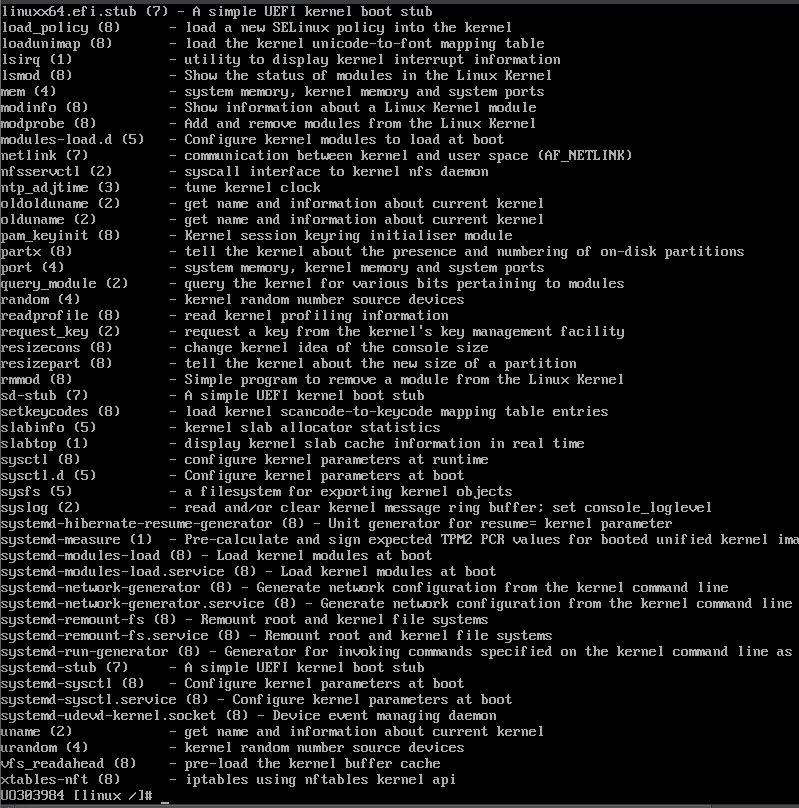 linuxx64.efi.stub (7) - A simple UEFI kernel boot stub
load_policy (8)      - load a new SELinux policy into the kernel
loadunimap (8)       - load the kernel unicode-to-font mapping table
lsirq (1)            - utility to display kernel interrupt information
lsmod (8)            - Show the status of modules in the Linux Kernel
mem (4)              - system memory, kernel memory and system ports
modinfo (8)          - Show information about a Linux Kernel module
modprobe (8)         - Add and remove modules from the Linux Kernel
modules-load.d (5)   - Configure kernel modules to load at boot
netlink (7)          - communication between kernel and user space (AF_NETLINK)
nfsservctl (2)       - syscall interface to kernel nfs daemon
ntp_adjtime (3)      - tune kernel clock
oldolduname (2)      - get name and information about current kernel
olduname (2)         - get name and information about current kernel
pam_keyinit (8)      - Kernel session keyring initialiser module
partx (8)            - tell the kernel about the presence and numbering of on-disk partitions
port (4)             - system memory, kernel memory and system ports
query_module (2)     - query the kernel for various bits pertaining to modules
random (4)           - kernel random number source devices
readprofile (8)      - read kernel profiling information
request_key (2)      - request a key from the kernel's key management facility
resizecons (8)       - change kernel idea of the console size
resizepart (8)       - tell the kernel about the new size of a partition
rmmod (8)            - Simple program to remove a module from the Linux Kernel
sd-stub (7)          - A simple UEFI kernel boot stub
setkeycodes (8)      - load kernel scancode-to-keycode mapping table entries
slabinfo (5)         - kernel slab allocator statistics
slabtop (1)          - display kernel slab cache information in real time
sysctl (8)           - configure kernel parameters at runtime
sysctl.d (5)         - Configure kernel parameters at boot
sysfs (5)            - a filesystem for exporting kernel objects
syslog (2)           - read and/or clear kernel message ring buffer; set console_loglevel
systemd-hibernate-resume-generator (8) - Unit generator for resume= kernel parameter
systemd-measure (1)  - Pre-calculate and sign expected TPM2 PCR values for booted unified kernel ima
systemd-modules-load (8) - Load kernel modules at boot
systemd-modules-load.service (8) - Load kernel modules at boot
systemd-network-generator (8) - Generate network configuration from the kernel command line
systemd-network-generator.service (8) - Generate network configuration from the kernel command line
systemd-remount-fs (8) - Remount root and kernel file systems
systemd-remount-fs.service (8) - Remount root and kernel file systems
systemd-run-generator (8) - Generator for invoking commands specified on the kernel command line as
systemd-stub (7)     - A simple UEFI kernel boot stub
systemd-sysctl (8)   - Configure kernel parameters at boot
systemd-sysctl.service (8) - Configure kernel parameters at boot
systemd-udevd-kernel.socket (8) - Device event managing daemon
uname (2)            - get name and information about current kernel
urandom (4)          - kernel random number source devices
vfs_readahead (8)    - pre-load the kernel buffer cache
xtables-nft (8)      - iptables using nftables kernel api
UO303984 [linux /]# _